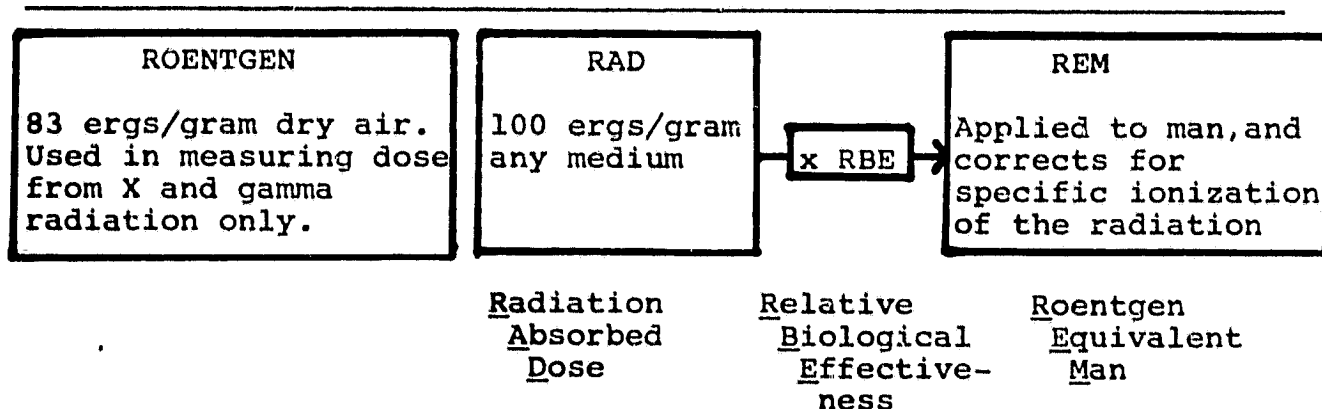 ROENTGEN
83 ergs/gram dry air.
Used in measuring dose
from X and gamma
radiation only.
RAD
100 ergs/gram
any medium
x RBE
REM
Applied to man, and
corrects for
specific ionization
of the radiation
Radiation
Absorbed
Dose
Relative
Biological
Effective-
ness
Roentgen
Equivalent
Man